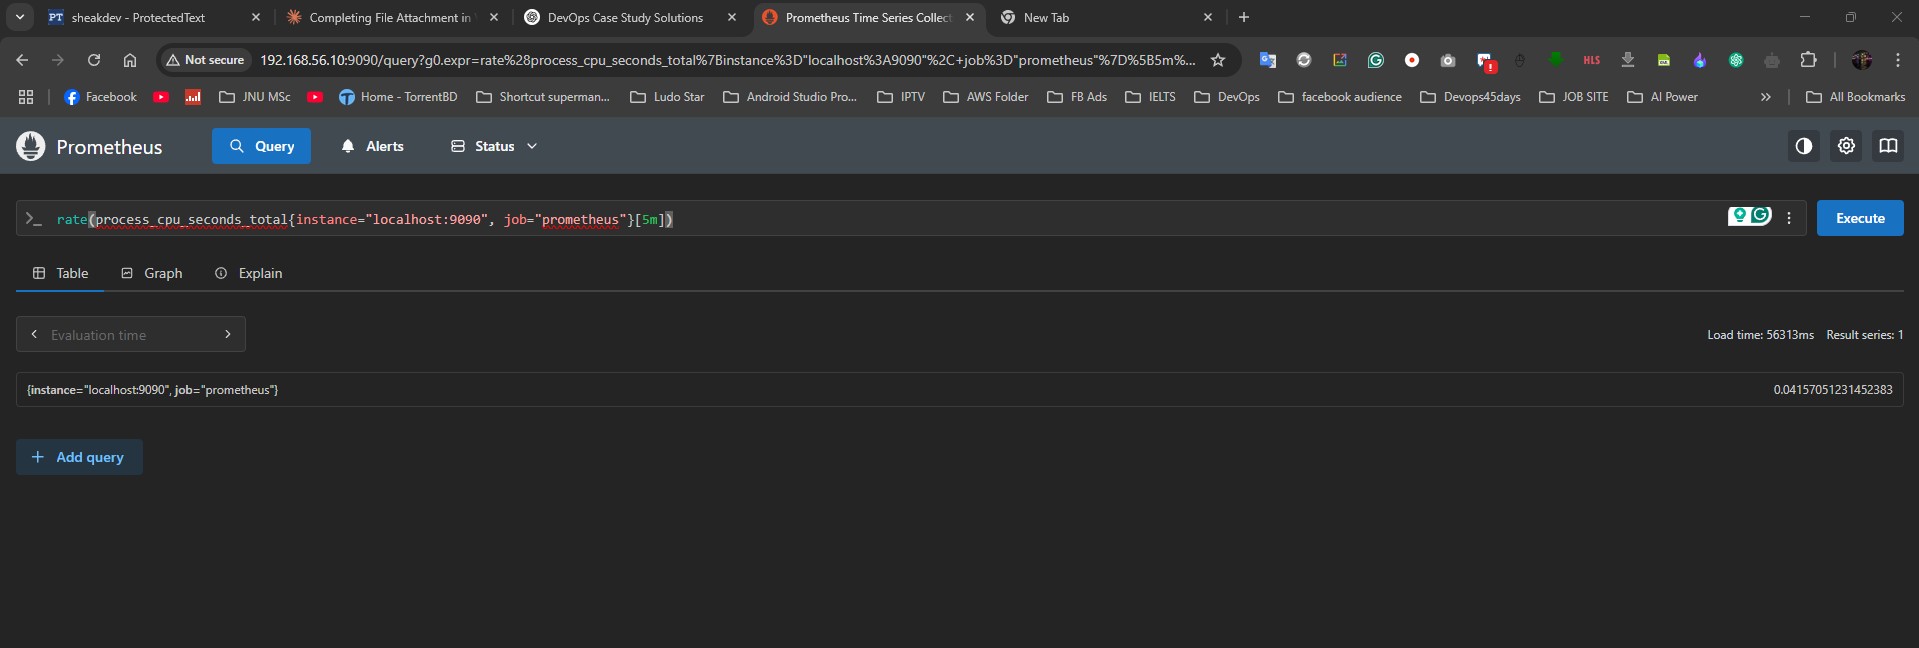 PT sheakdev - ProtectedText
Completing File Attachment in
DevOps Case Study Solutions
Prometheus Time Series Collect
New Tab
Not secure 192.168.56.10:9090/query?g0.expr=rate%28process_cpu_seconds_total%7Binstance%3D"localhost%3A9090"%2C+job%3D"prometheus"%7D%5B5m%...
HLS
Facebook
JNU MSc
Home - TorrentBD
Shortcut superman...
Ludo Star
Android Studio Pro...
IPTV
AWS Folder
FB Ads
IELTS
DevOps
facebook audience
Devops45days
JOB SITE
AI Power
All Bookmarks
Prometheus
Query
Alerts
Status
rate(process_cpu_seconds_total{instance="localhost:9090", job="prometheus"}[5m])
Execute
Table
Graph
Explain
Evaluation time
Load time: 56313ms Result series: 1
{instance="localhost:9090", job="prometheus"}
0.04157051231452383
+ Add query